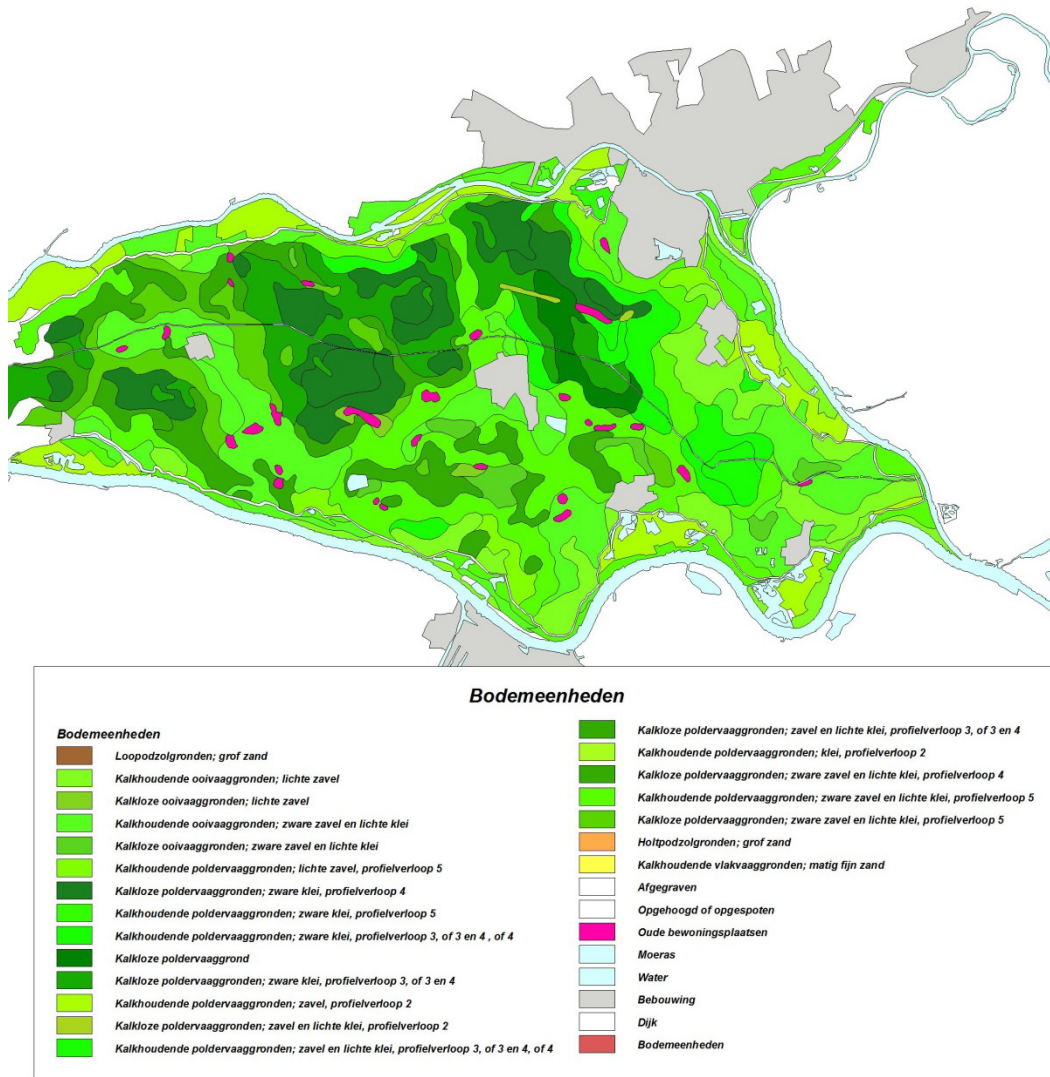 Bodemeenheden
Bodemeenheden
Loopodzolgronden; grof zand
Kalkhoudende ooivaaggronden; lichte zavel
Kalkloze ooivaaggronden; lichte zavel
Kalkhoudende ooivaaggronden; zware zavel en lichte klei
Kalkloze ooivaaggronden; zware zavel en lichte klei
Kalkhoudende poldervaaggronden; lichte zavel, profielverloop 5
Kalkloze poldervaaggronden; zware klei, profielverloop 4
Kalkhoudende poldervaaggronden; zware klei, profielverloop 5
Kalkhoudende poldervaaggronden; zware klei, profielverloop 3, of 3 en 4 , of 4
Kalkloze poldervaaggrond
Kalkloze poldervaaggronden; zware klei, profielverloop 3, of 3 en 4
Kalkhoudende poldervaaggronden; zavel, profielverloop 2
Kalkloze poldervaaggronden; zavel en lichte klei, profielverloop 2
Kalkhoudende poldervaaggronden; zavel en lichte klei, profielverloop 3, of 3 en 4, of 4
Kalkloze poldervaaggronden; zavel en lichte klei, profielverloop 3, of 3 en 4
Kalkhoudende poldervaaggronden; klei, profielverloop 2
Kalkloze poldervaaggronden; zware zavel en lichte klei, profielverloop 4
Kalkhoudende poldervaaggronden; zware zavel en lichte klei, profielverloop 5
Kalkloze poldervaaggronden; zware zavel en lichte klei, profielverloop 5
Holtpodzolgronden; grof zand
Kalkhoudende vlakvaaggronden; matig fijn zand
Afgegraven
Opgehoogd of opgespoten
Oude bewoningsplaatsen
Moeras
Water
Bebouwing
Dijk
Bodemeenheden